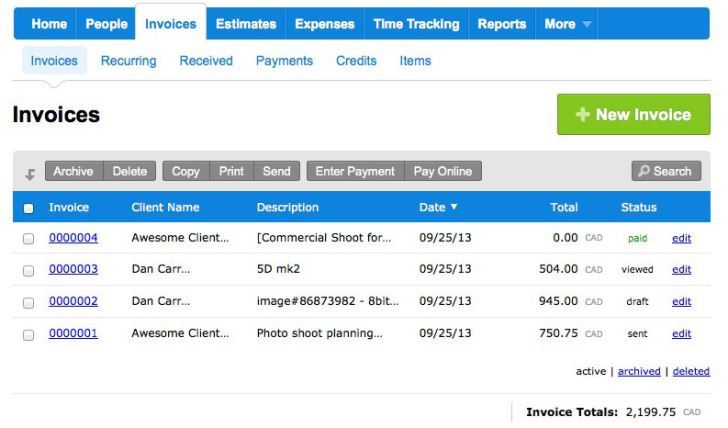 Home People Invoices Estimates Expenses Time Tracking Reports More
Invoices Recurring Received Payments Credits Items
Invoices
New Invoice
Archive Delete Copy Print Send Enter Payment Pay Online Search
Invoice Client Name Description Date Total Status
0000004 Awesome Client... [Commercial Shoot for... 09/25/13 0.00 CAD paid edit
0000003 Dan Carr... 5D mk2 09/25/13 504.00 CAD viewed edit
0000002 Dan Carr... image#86873982 - 8bit... 09/25/13 945.00 CAD draft edit
0000001 Awesome Client... Photo shoot planning... 09/25/13 750.75 CAD sent edit
active | archived | deleted
Invoice Totals: 2,199.75 CAD